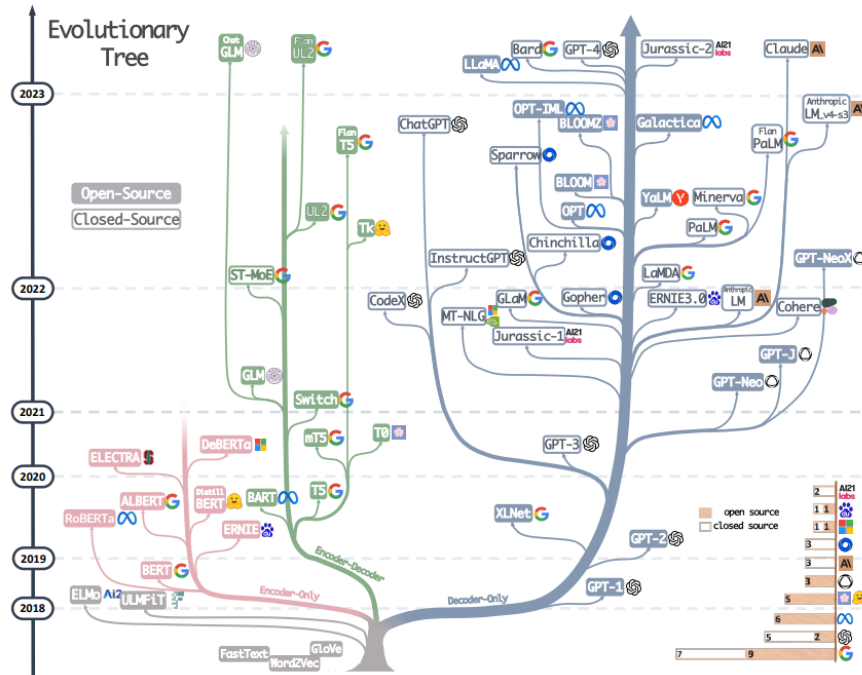 Evolutionary
Tree
2023
2022
2021
2020
2019
2018
Open-Source
Closed-Source
Chat
GLM
Flan
UL2
Flan
T5
UL2
Tk
ST-MoE
GLM
Switch
mT5
T0
T5
BART
Encoder-Decoder
DeBERTa
ELECTRA
ALBERT
Distill
BERT
RoBERTa
ERNIE
BERT
Encoder-Only
ELMo
AI2
ULMFiT
FastText
Word2Vec
GloVe
Bard
GPT-4
Jurassic-2
AI21
labs
Claude
A\
LLaMA
OPT-IML
BLOOMZ
Galactica
Anthropic
LM_v4-s3
A\
ChatGPT
Flan
PaLM
Sparrow
BLOOM
YaLM
Y
Minerva
OPT
PaLM
Chinchilla
InstructGPT
GPT-NeoX
LaMDA
CodeX
GLaM
Gopher
ERNIE3.0
Anthropic
LM
A\
Cohere
MT-NLG
Jurassic-1
AI21
labs
GPT-J
GPT-Neo
GPT-3
XLNet
GPT-2
Decoder-Only
GPT-1
open source
closed source
2
AI21
labs
1 1
1 1
3
3
A\
3
5
6
5 2
7 9